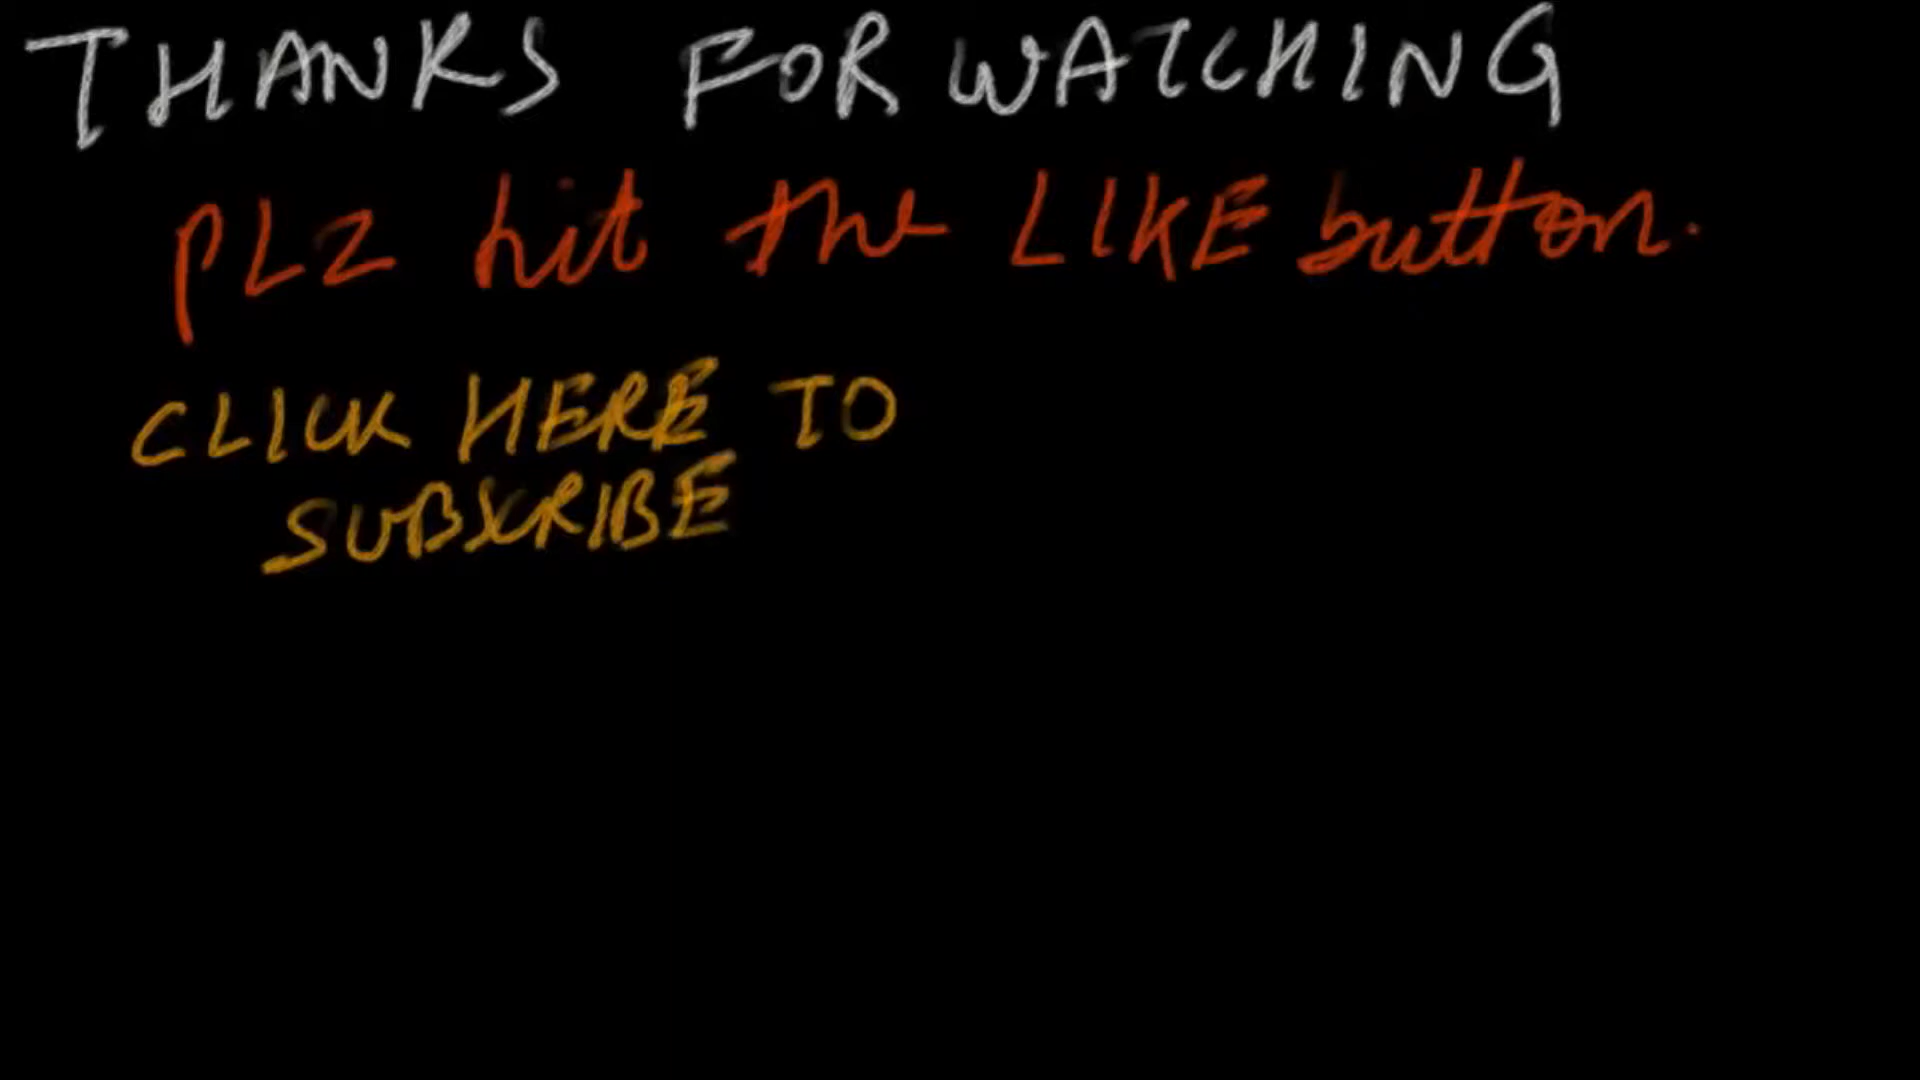 THANKS FOR WATCHING
PLZ hit the LIKE button.
CLICK HERE TO
SUBSCRIBE